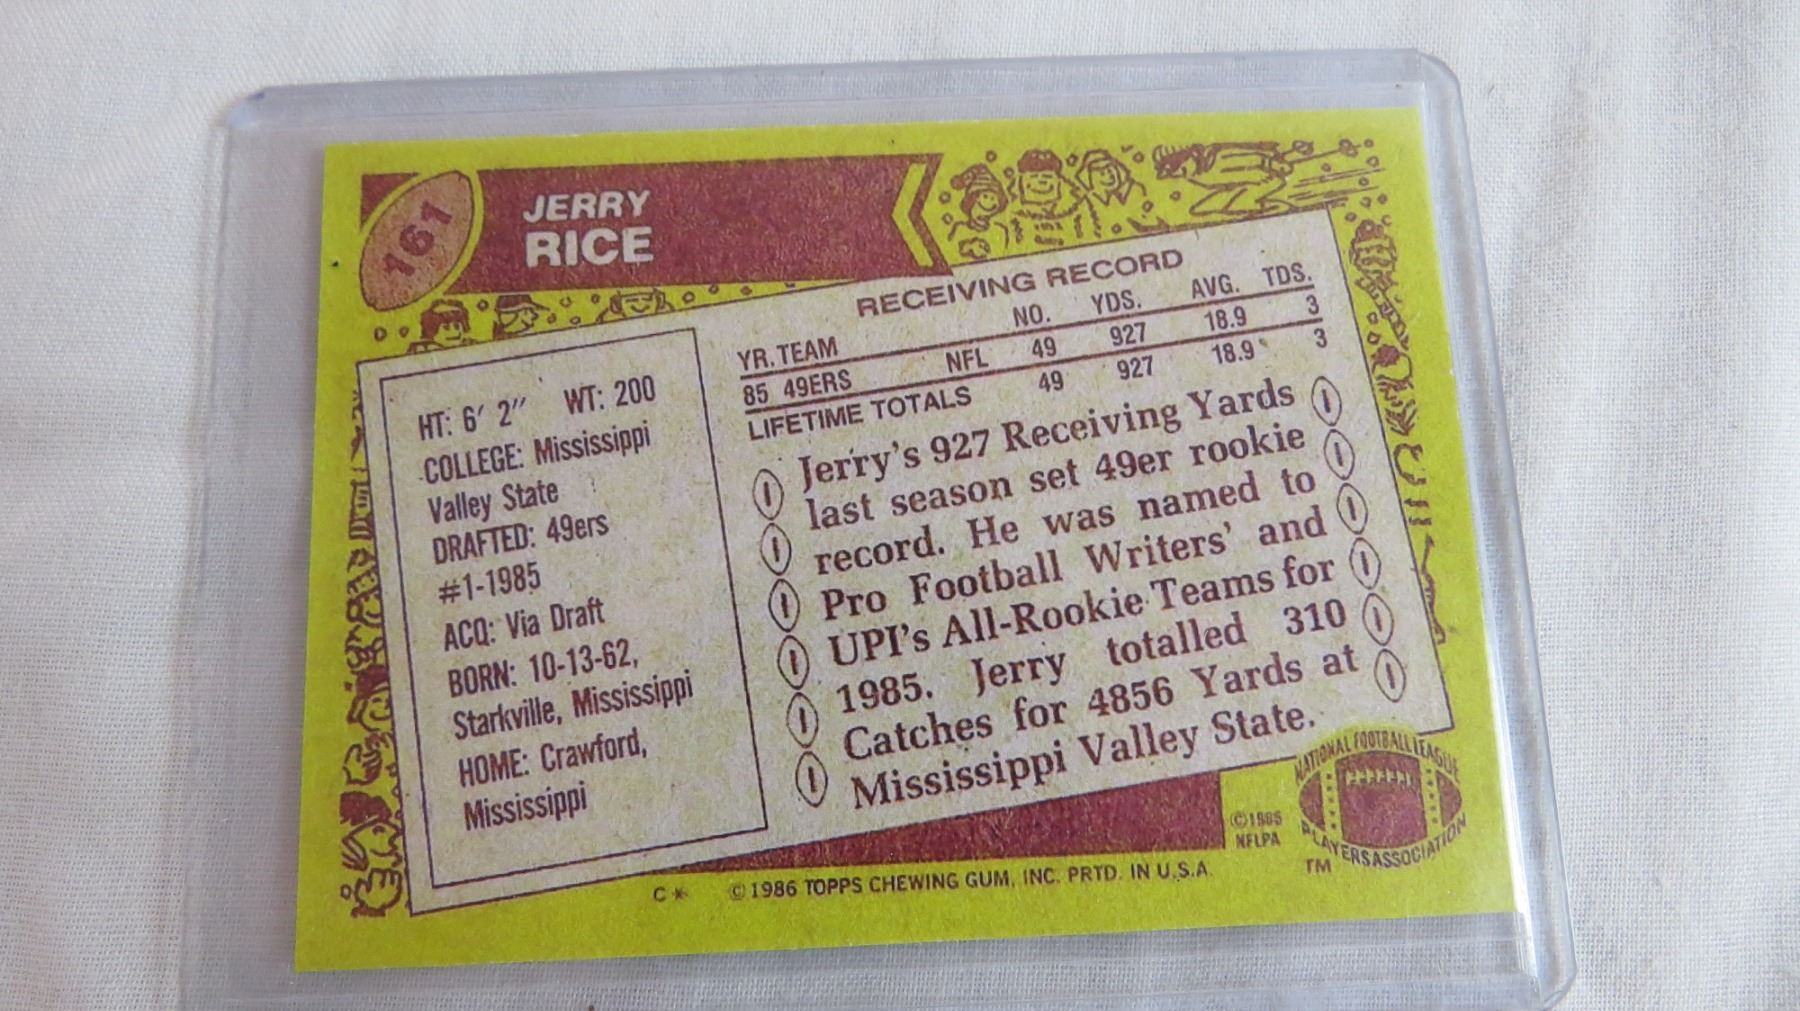 161
JERRY
RICE
RECEIVING RECORD
YR. TEAM NO. YDS. AVG. TDS.
85 49ERS NFL 49 927 18.9 3
LIFETIME TOTALS 49 927 18.9 3
HT: 6' 2" WT: 200
COLLEGE: Mississippi
Valley State
DRAFTED: 49ers
#1-1985
ACQ: Via Draft
BORN: 10-13-62,
Starkville, Mississippi
HOME: Crawford,
Mississippi
Jerry's 927 Receiving Yards
last season set 49er rookie
record. He was named to
Pro Football Writers' and
UPI's All-Rookie Teams for
1985. Jerry totalled 310
Catches for 4856 Yards at
Mississippi Valley State.
©1985
NFLPA
NATIONAL FOOTBALL LEAGUE
PLAYERS ASSOCIATION
TM
C* © 1986 TOPPS CHEWING GUM, INC. PRTD. IN U.S.A.